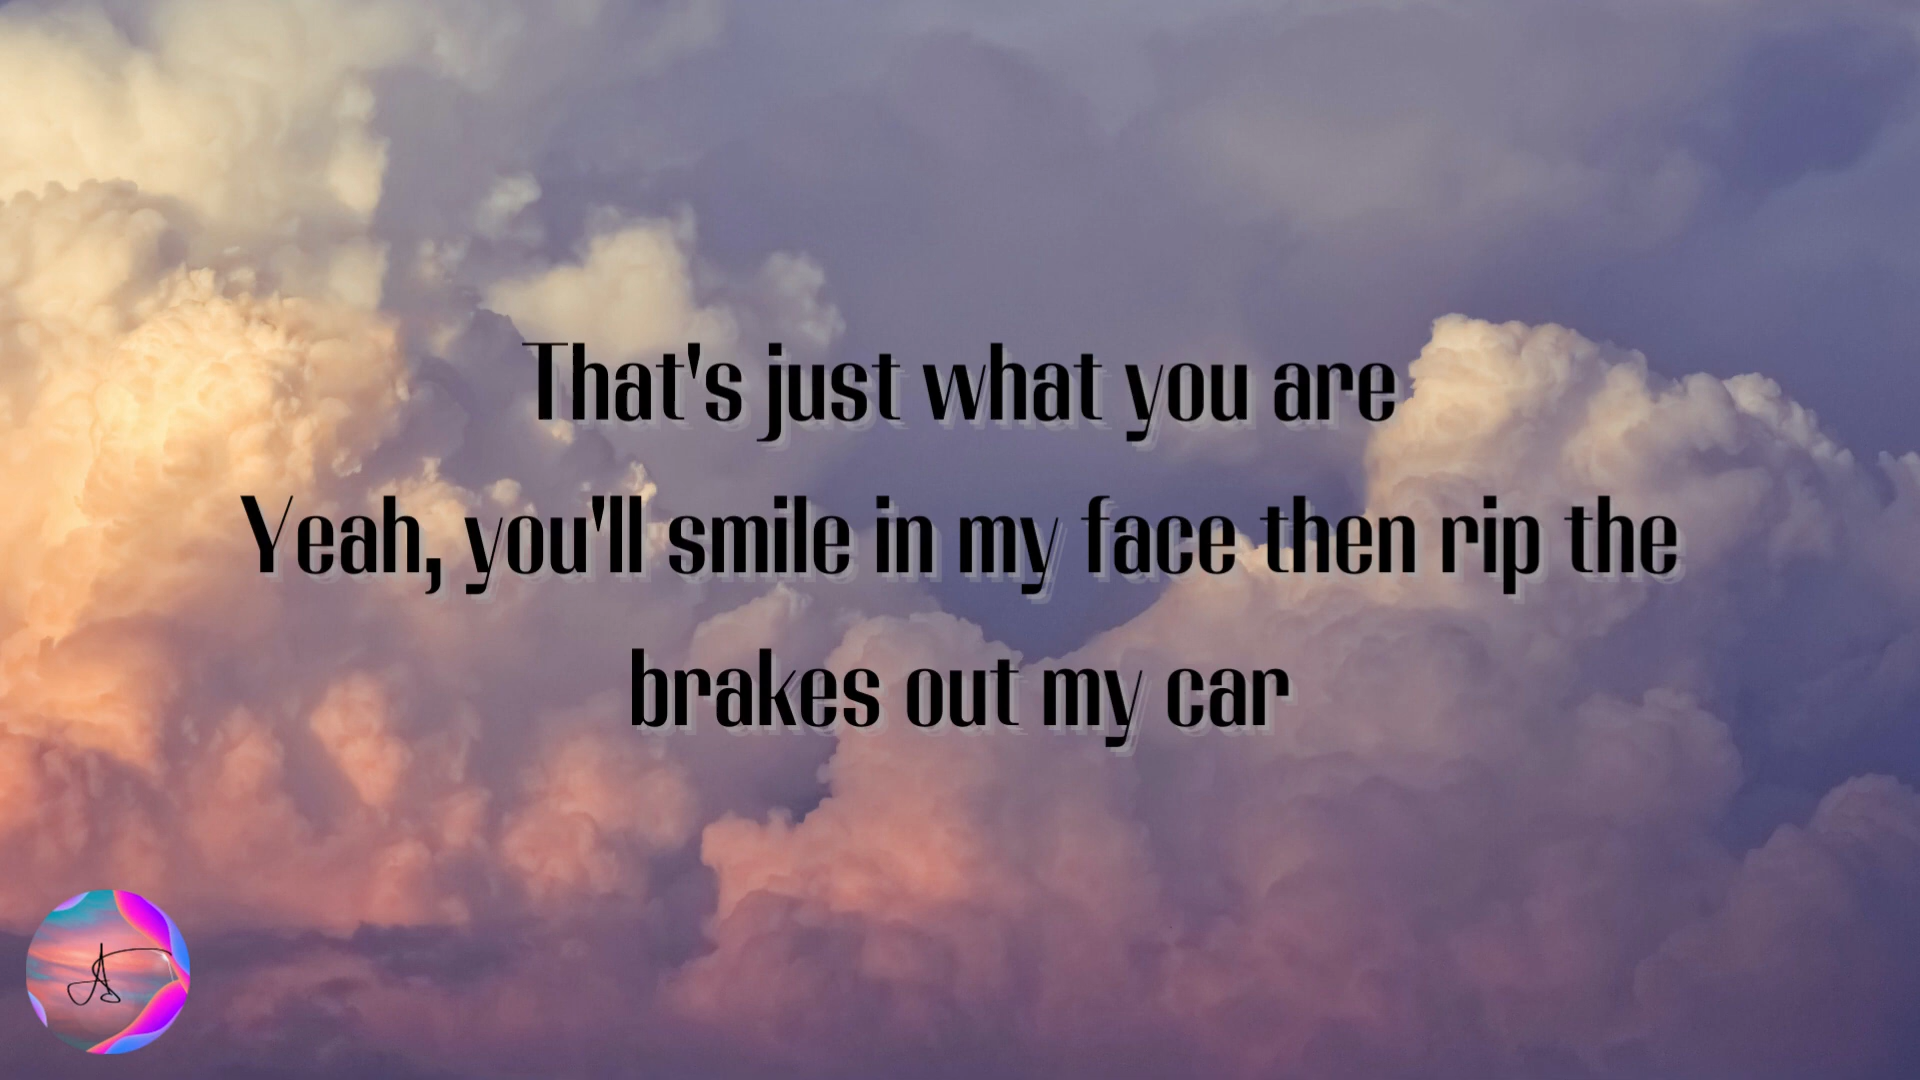 That's just what you are
Yeah, you'll smile in my face then rip the
brakes out my car